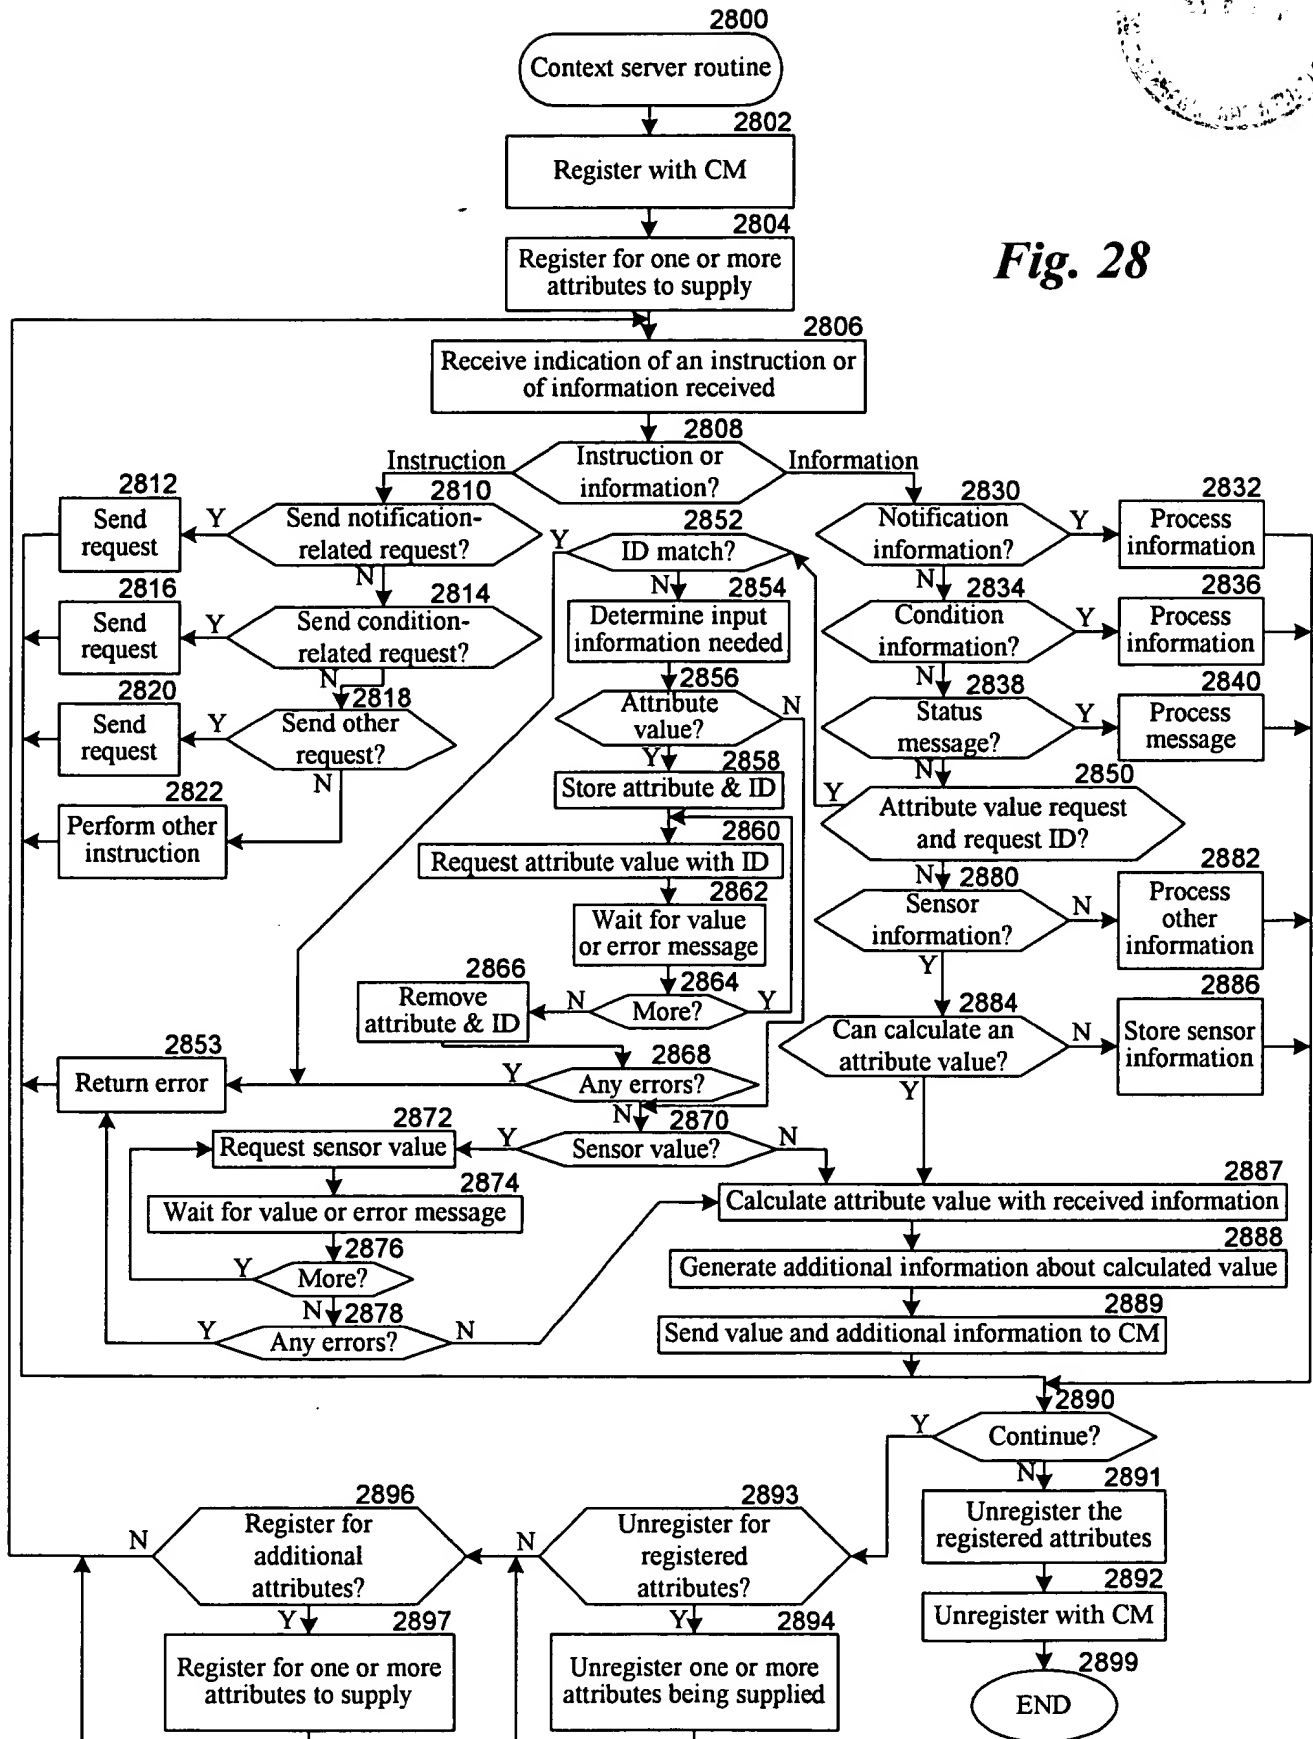 2800
Context server routine
2802
Register with CM
2804
Register for one or more
attributes to supply
Fig. 28
2806
Receive indication of an instruction or
of information received
2808
Instruction or
information?
Instruction
Information
2812
Send
request
Y
2810
Send notification-
related request?
N
2816
Send
request
Y
2814
Send condition-
related request?
N
2820
Send
request
Y
2818
Send other
request?
N
2822
Perform other
instruction
2852
Y
ID match?
N
2854
Determine input
information needed
2856
Attribute
value?
N
Y
2858
Store attribute & ID
2860
Request attribute value with ID
2862
Wait for value
or error message
2864
More?
Y
N
2866
Remove
attribute & ID
2868
Any errors?
Y
N
2853
Return error
2870
Sensor value?
Y
N
2872
Request sensor value
2874
Wait for value or error message
2876
More?
Y
N
2878
Any errors?
Y
N
2830
Notification
information?
Y
N
2832
Process
information
2834
Condition
information?
Y
N
2836
Process
information
2838
Status
message?
Y
N
2840
Process
message
2850
Attribute value request
and request ID?
Y
N
2880
Sensor
information?
N
Y
2882
Process
other
information
2884
Can calculate an
attribute value?
N
Y
2886
Store sensor
information
2887
Calculate attribute value with received information
2888
Generate additional information about calculated value
2889
Send value and additional information to CM
2890
Continue?
Y
N
2891
Unregister the
registered attributes
2892
Unregister with CM
2899
END
2893
Unregister for
registered
attributes?
N
Y
2894
Unregister one or more
attributes being supplied
2896
Register for
additional
attributes?
N
Y
2897
Register for one or more
attributes to supply